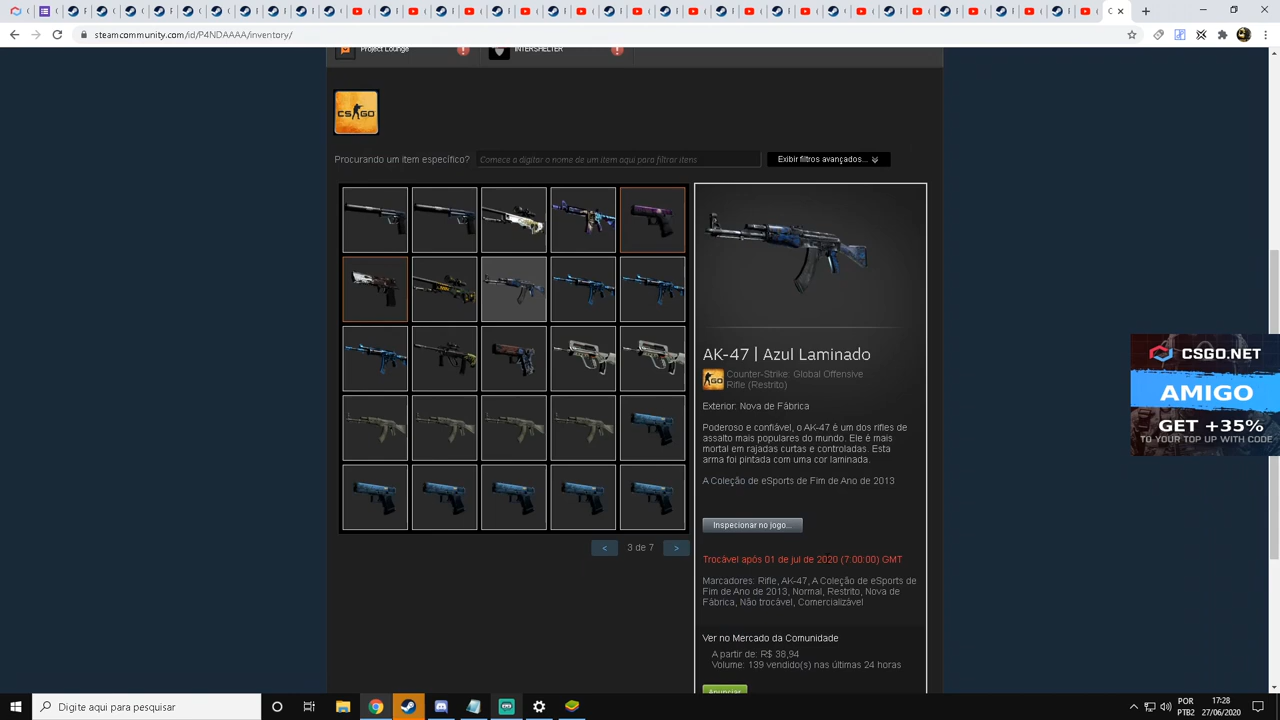 steamcommunity.com/id/P4NDAAAA/inventory/
Project Lounge
INTERSHELTER
CS GO
Procurando um item específico?
Comece a digitar o nome de um item aqui para filtrar itens
Exibir filtros avançados...
AK-47 | Azul Laminado
Counter-Strike: Global Offensive
Rifle (Restrito)
Exterior: Nova de Fábrica
Poderoso e confiável, o AK-47 é um dos rifles de
assalto mais populares do mundo. Ele é mais
mortal em rajadas curtas e controladas. Esta
arma foi pintada com uma cor laminada.
A Coleção de eSports de Fim de Ano de 2013
Inspecionar no jogo...
< 3 de 7 >
Trocável após 01 de jul de 2020 (7:00:00) GMT
Marcadores: Rifle, AK-47, A Coleção de eSports de
Fim de Ano de 2013, Normal, Restrito, Nova de
Fábrica, Não trocável, Comercializável
Ver no Mercado da Comunidade
A partir de: R$ 38,94
Volume: 139 vendido(s) nas últimas 24 horas
Anunciar
CSGO.NET
AMIGO
GET +35%
TO YOUR TOP UP WITH CODE
Digite aqui para pesquisar
POR
PTB2
17:28
27/06/2020